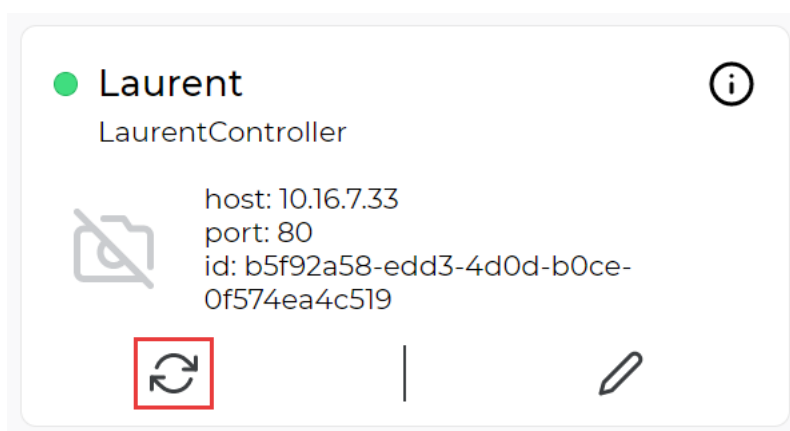 Laurent
LaurentController
host: 10.16.7.33
port: 80
id: b5f92a58-edd3-4d0d-b0ce-
0f574ea4c519